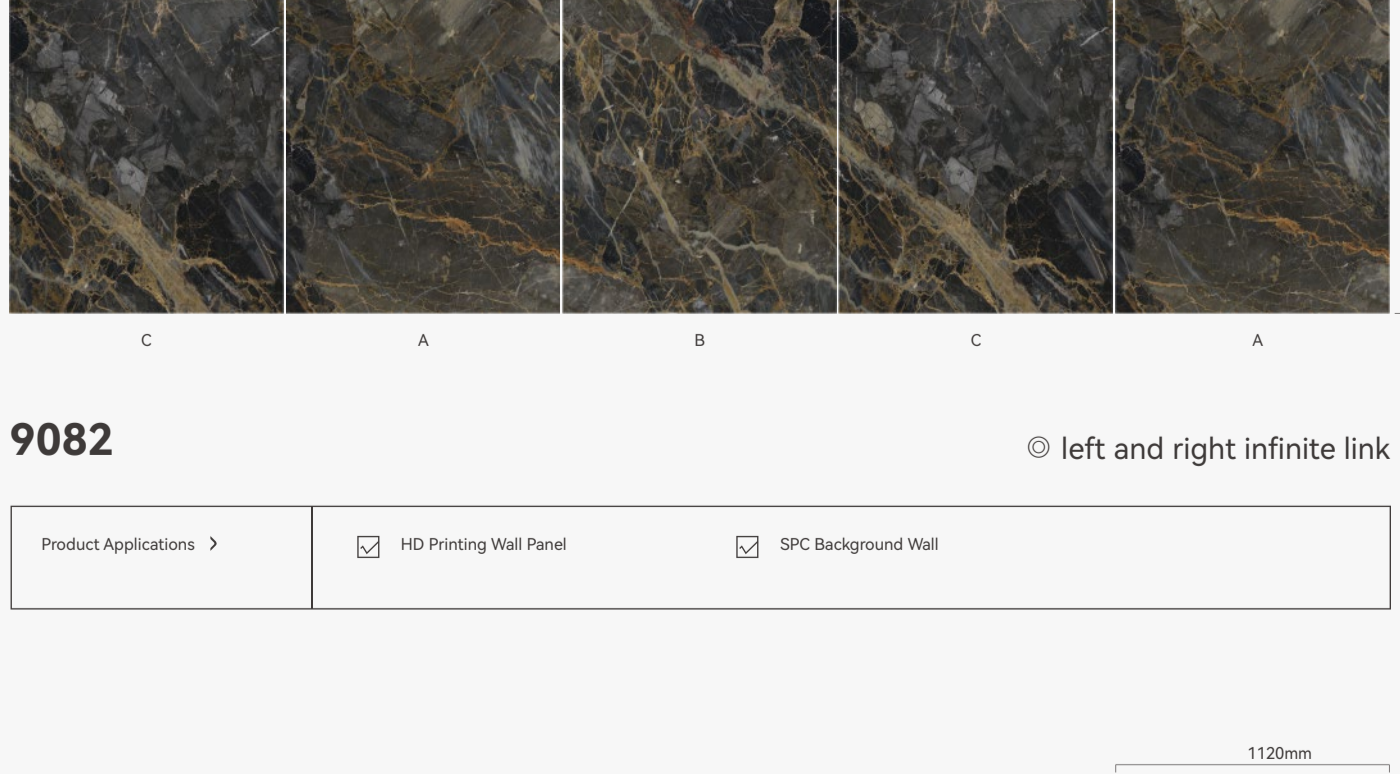 C A B C A
9082
◎ left and right infinite link
Product Applications > ☑ HD Printing Wall Panel ☑ SPC Background Wall
1120mm